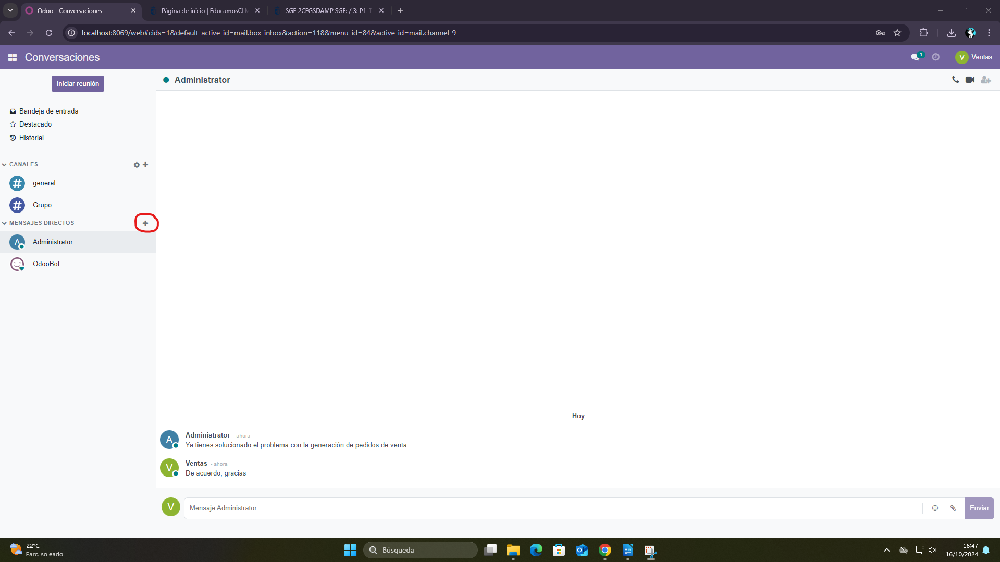 Odoo - Conversaciones
Página de inicio | EducamosCLM
SGE 2CFGSDAMP SGE: / 3: P1-T
localhost:8069/web#cids=1&default_active_id=mail.box_inbox&action=118&menu_id=84&active_id=mail.channel_9
Conversaciones
1
V Ventas
Iniciar reunión
Administrator
Bandeja de entrada
Destacado
Historial
CANALES
# general
# Grupo
MENSAJES DIRECTOS
A Administrator
OdooBot
Hoy
A
Administrator - ahora
Ya tienes solucionado el problema con la generación de pedidos de venta
V
Ventas - ahora
De acuerdo, gracias
V
Mensaje Administrator...
Enviar
22°C
Parc. soleado
Búsqueda
16:47
16/10/2024